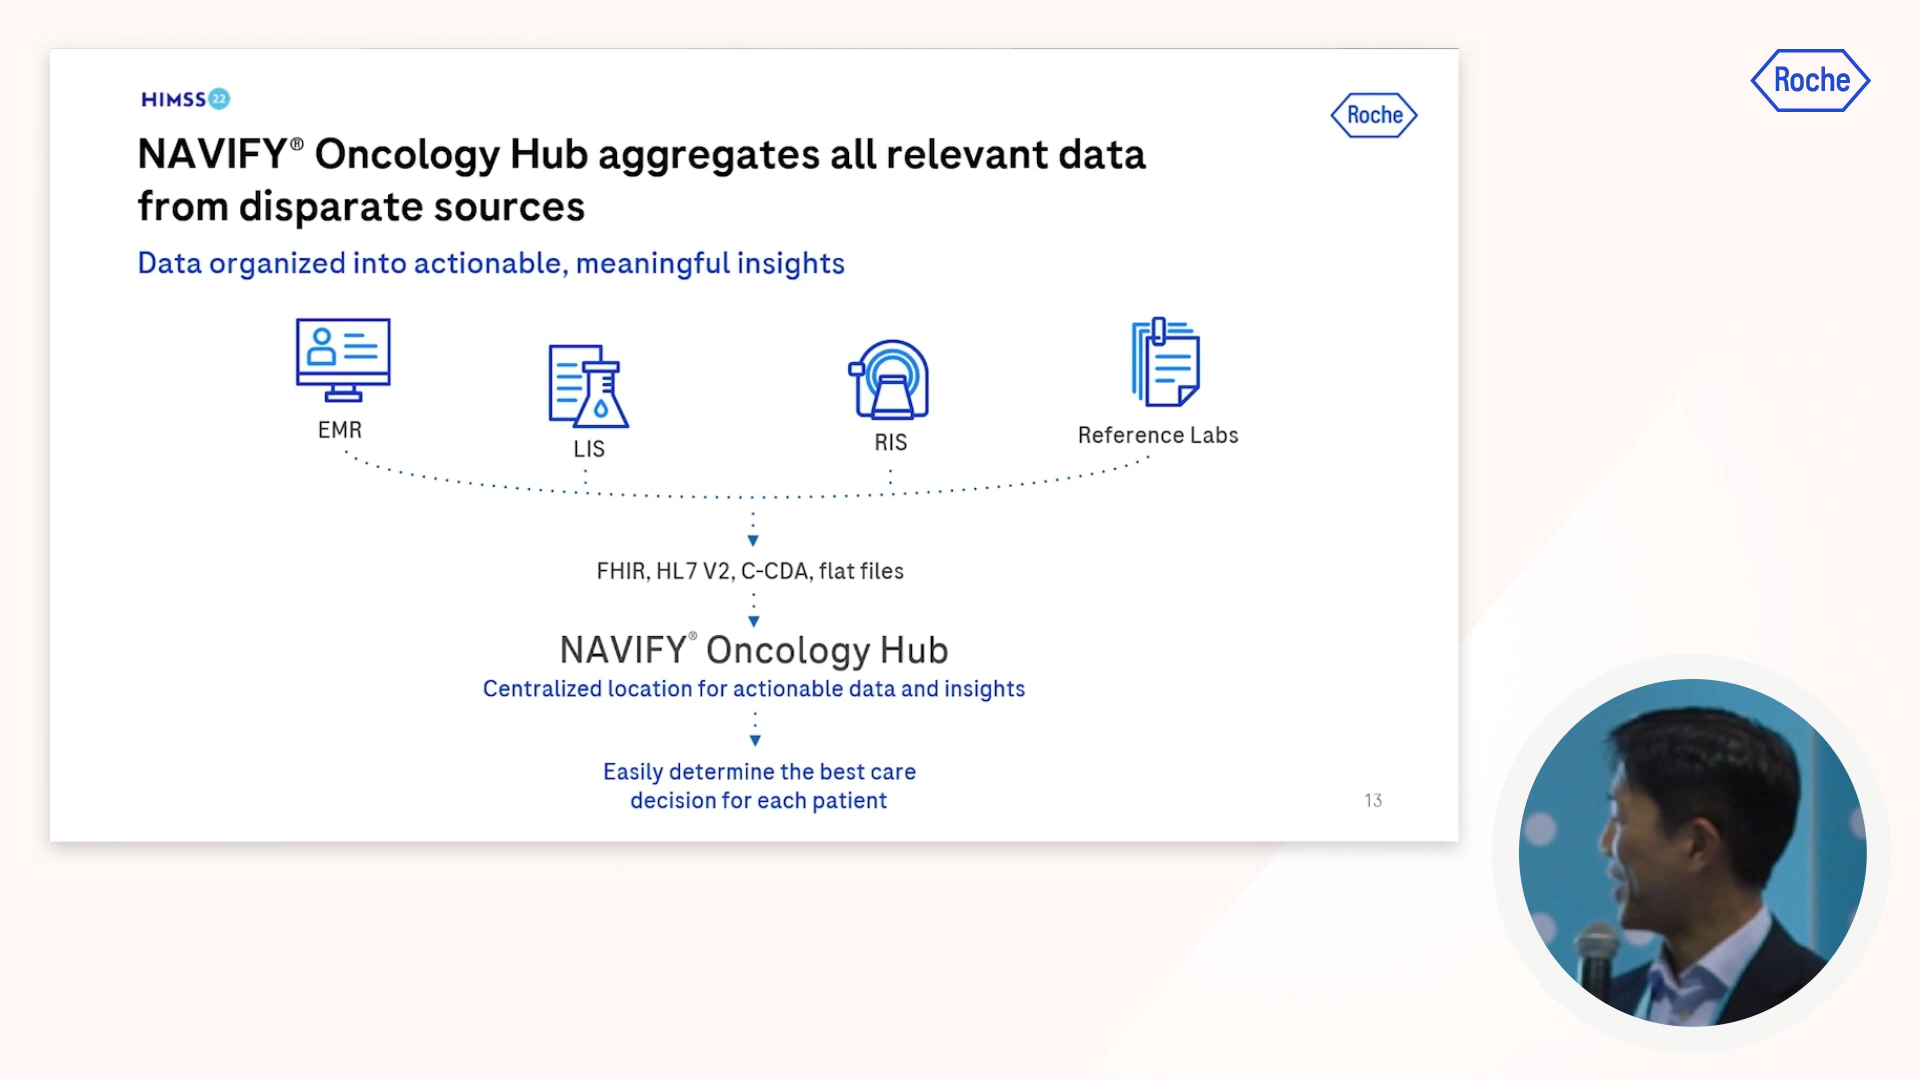 Roche
HIMSS 22
Roche
NAVIFY® Oncology Hub aggregates all relevant data
from disparate sources
Data organized into actionable, meaningful insights
EMR
LIS
RIS
Reference Labs
FHIR, HL7 V2, C-CDA, flat files
NAVIFY® Oncology Hub
Centralized location for actionable data and insights
Easily determine the best care
decision for each patient
13